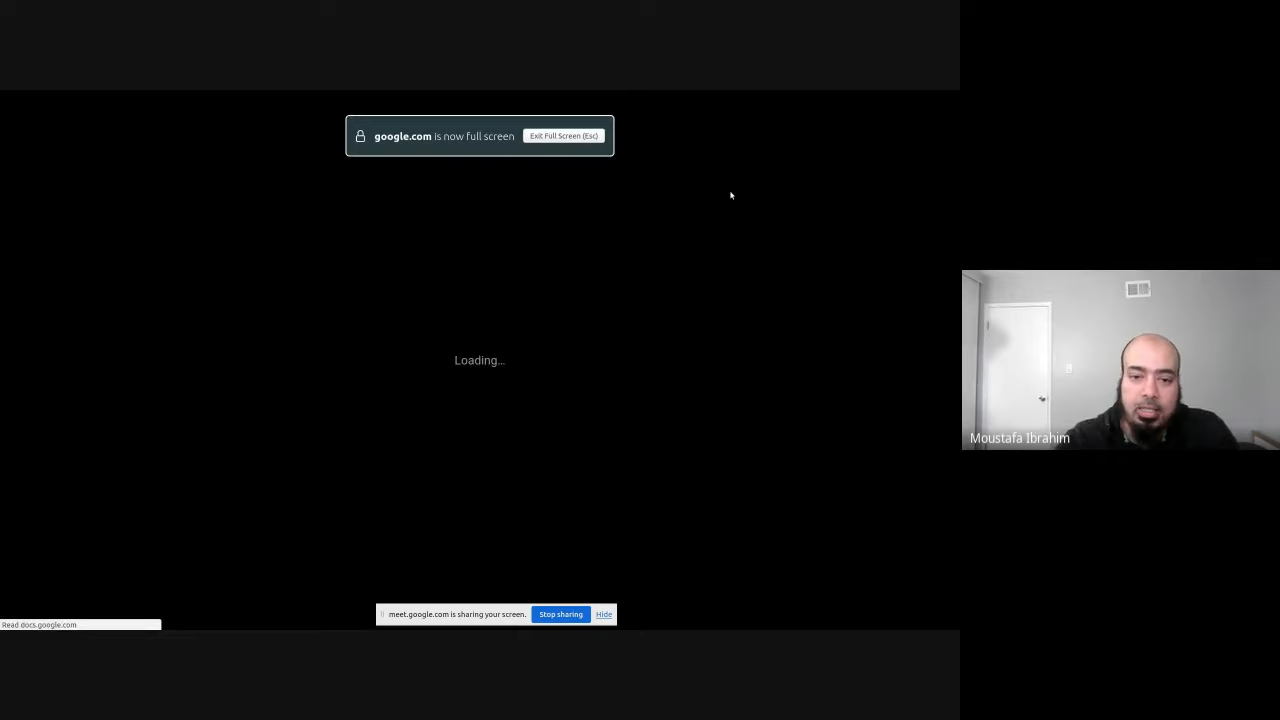 google.com is now full screen Exit Full Screen (Esc)
Loading...
Moustafa Ibrahim
meet.google.com is sharing your screen. Stop sharing Hide
Read docs.google.com